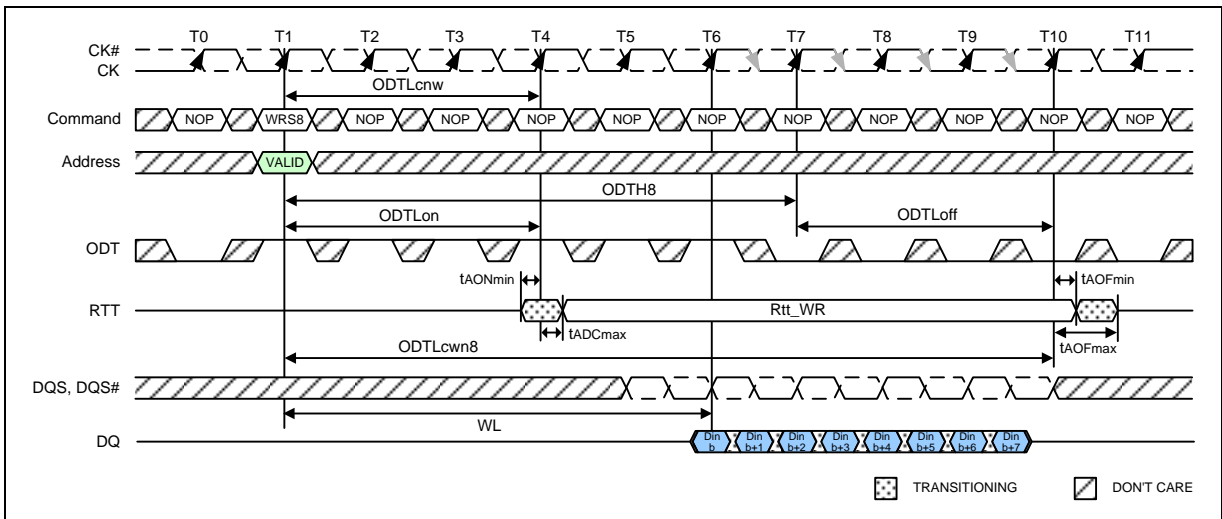 T0 T1 T2 T3 T4 T5 T6 T7 T8 T9 T10 T11
CK#
CK
ODTLcnw
Command NOP WRS8 NOP NOP NOP NOP NOP NOP NOP NOP NOP NOP
Address VALID
ODTH8
ODTLon ODTLoff
ODT
tAONmin tAOFmin
RTT Rtt_WR
tADCmax tAOFmax
ODTLcwn8
DQS, DQS#
WL
DQ Din b Din b+1 Din b+2 Din b+3 Din b+4 Din b+5 Din b+6 Din b+7
TRANSITIONING DON'T CARE